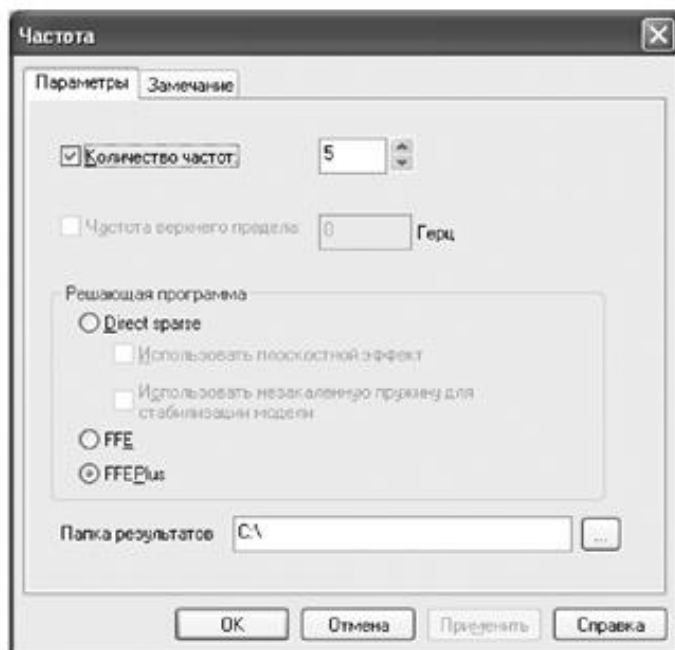 Частота
Параметры
Замечание
Количество частот:
5
Частота верхнего предела
0
Герц
Решающая программа
Direct sparse
Использовать плоскостной эффект
Использовать незакаленную пружину для
стабилизации модели
FFE
FFEPlus
Папка результатов
C:\
...
OK
Отмена
Применить
Справка